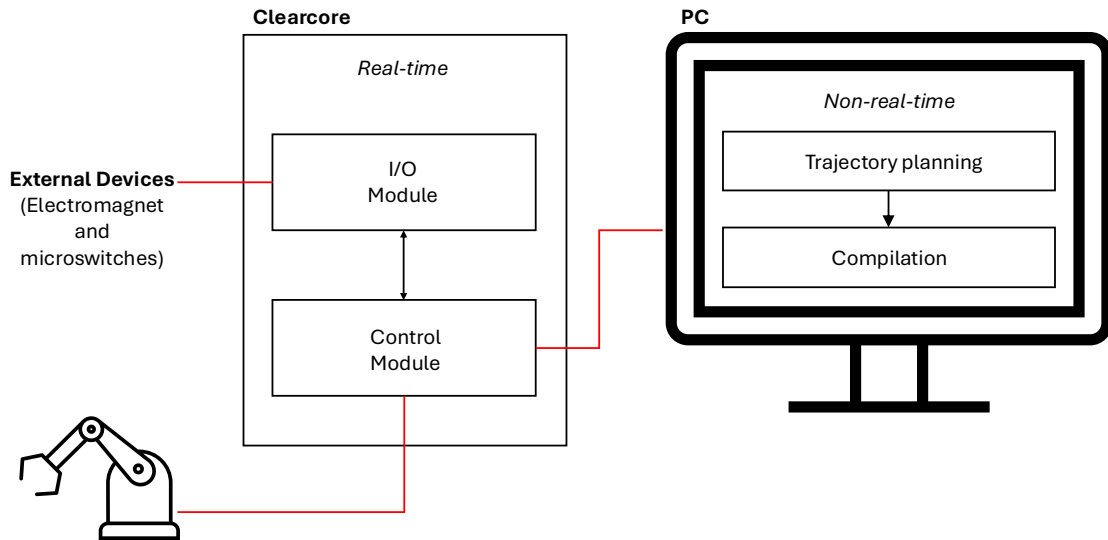 Clearcore
Real-time
I/O
Module
External Devices
(Electromagnet
and
microswitches)
Control
Module
PC
Non-real-time
Trajectory planning
Compilation